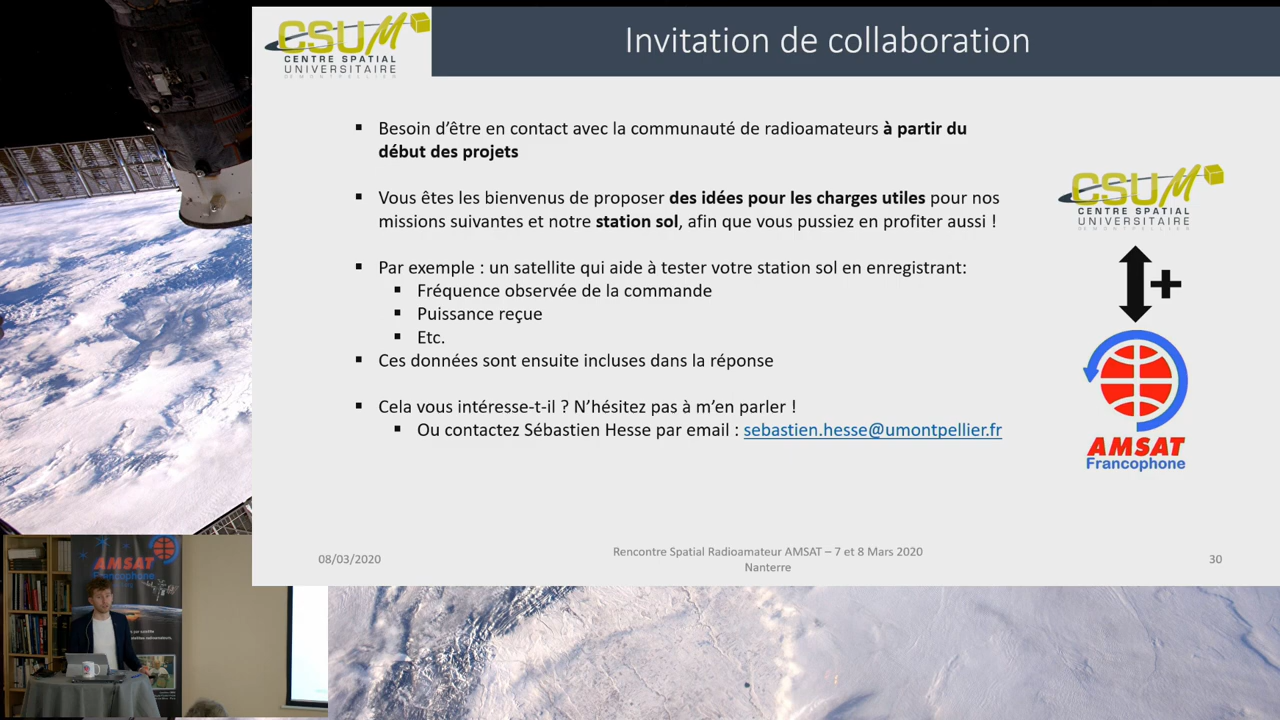 CSUM
CENTRE SPATIAL
UNIVERSITAIRE
DE MONTPELLIER
Invitation de collaboration
▪ Besoin d'être en contact avec la communauté de radioamateurs à partir du
début des projets
▪ Vous êtes les bienvenus de proposer des idées pour les charges utiles pour nos
missions suivantes et notre station sol, afin que vous pussiez en profiter aussi !
▪ Par exemple : un satellite qui aide à tester votre station sol en enregistrant:
▪ Fréquence observée de la commande
▪ Puissance reçue
▪ Etc.
▪ Ces données sont ensuite incluses dans la réponse
▪ Cela vous intéresse-t-il ? N'hésitez pas à m'en parler !
▪ Ou contactez Sébastien Hesse par email : sebastien.hesse@umontpellier.fr
CSUM
CENTRE SPATIAL
UNIVERSITAIRE
DE MONTPELLIER
+
AMSAT
Francophone
08/03/2020
Rencontre Spatial Radioamateur AMSAT – 7 et 8 Mars 2020
Nanterre
30
AMSAT
Francophone